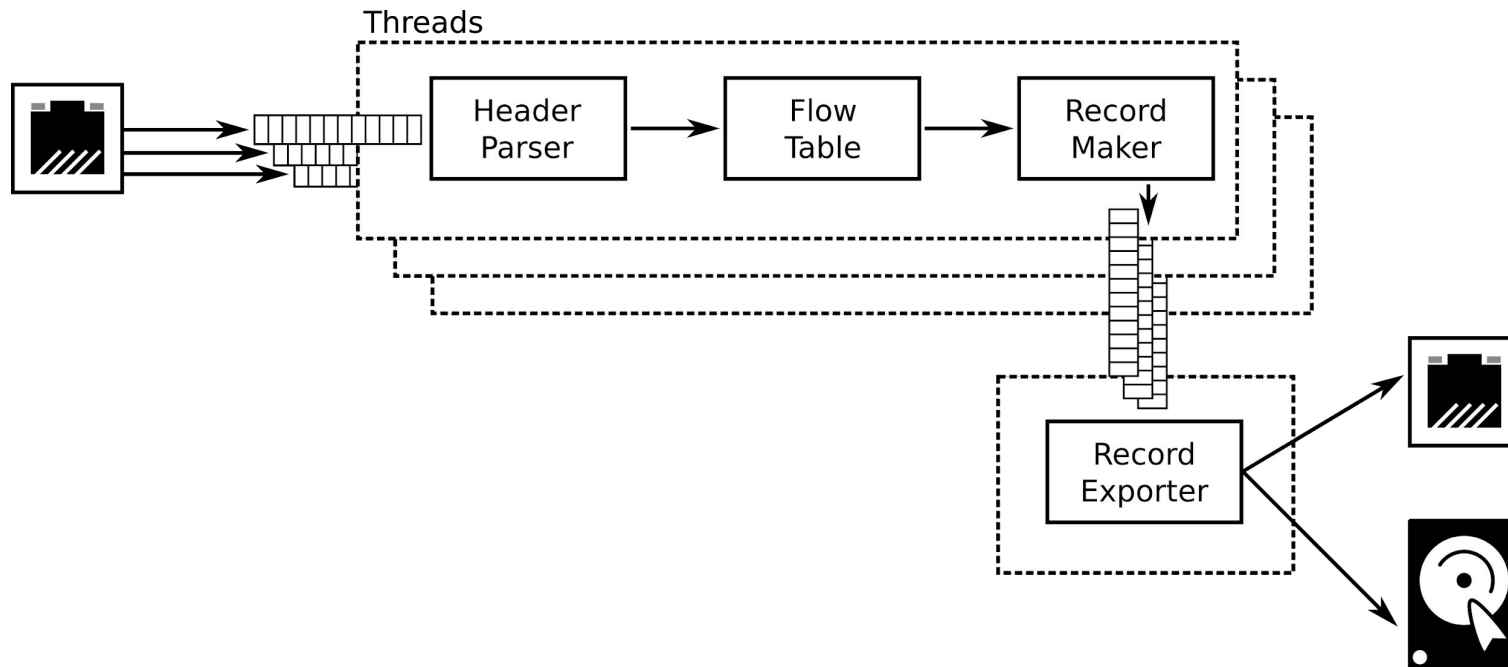 Threads
Header
Parser
Flow
Table
Record
Maker
Record
Exporter